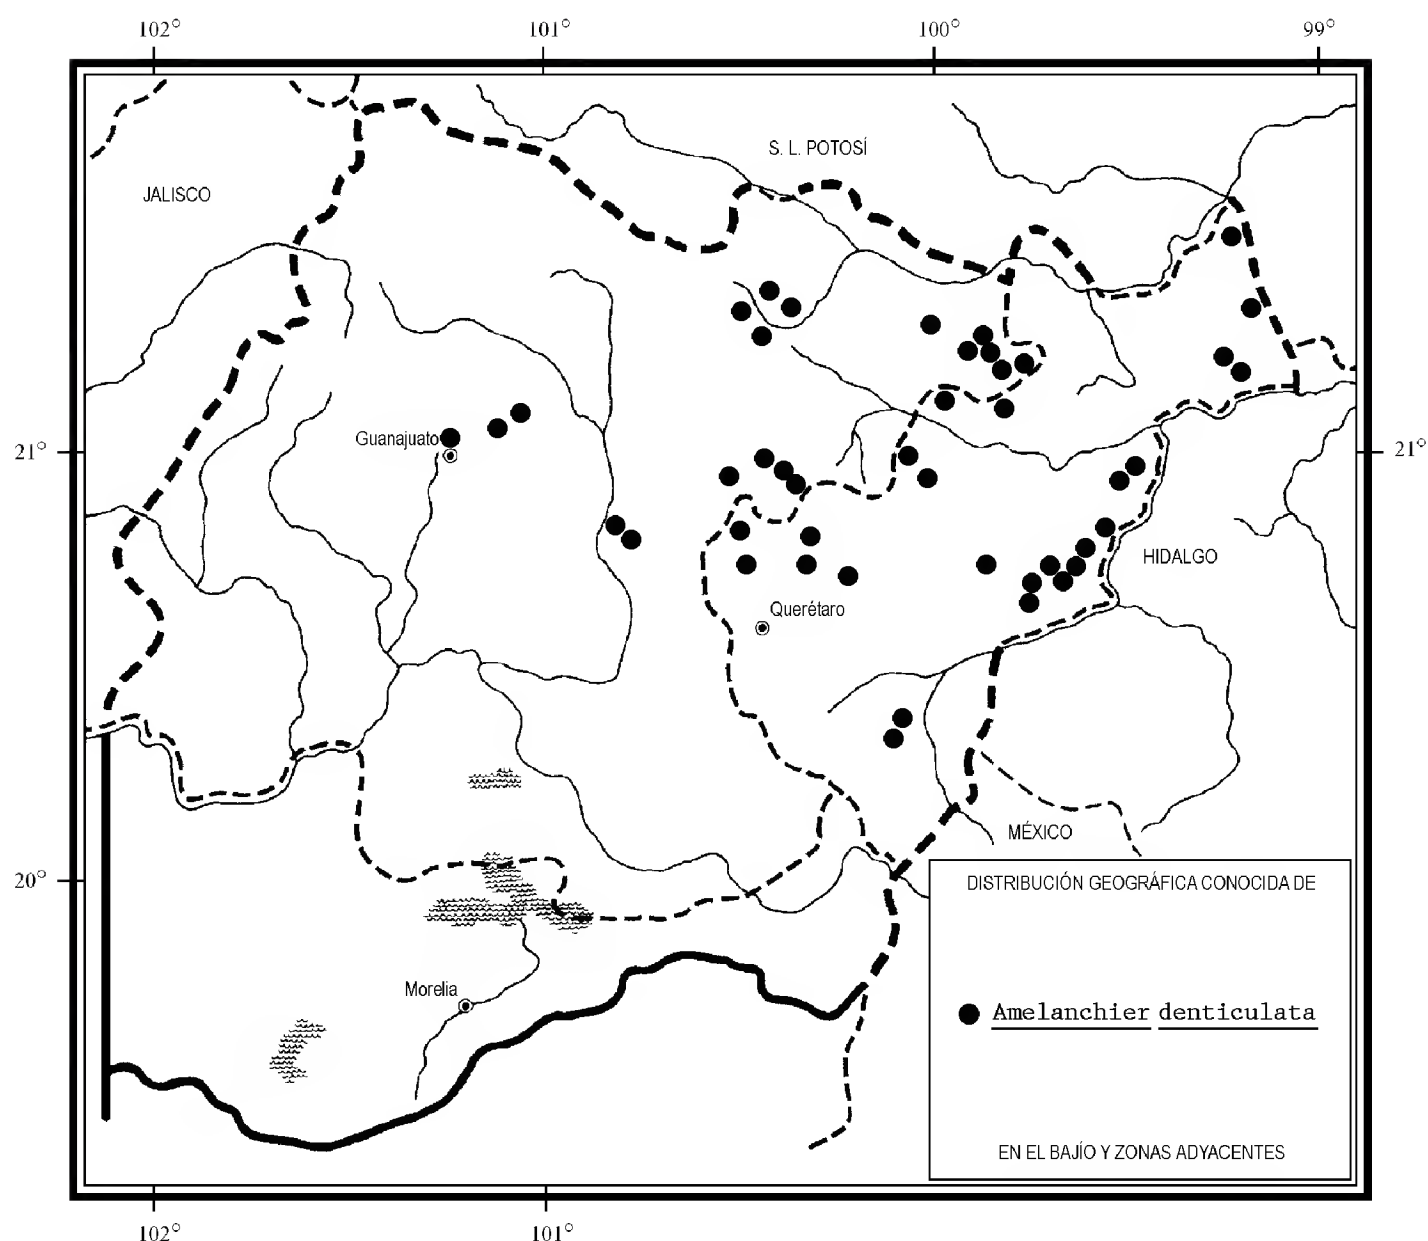 102° 101° 100° 99°
S. L. POTOSÍ
JALISCO
Guanajuato
21° 21°
HIDALGO
Querétaro
MÉXICO
20°
DISTRIBUCIÓN GEOGRÁFICA CONOCIDA DE
Morelia
Amelanchier denticulata
EN EL BAJÍO Y ZONAS ADYACENTES
102° 101°